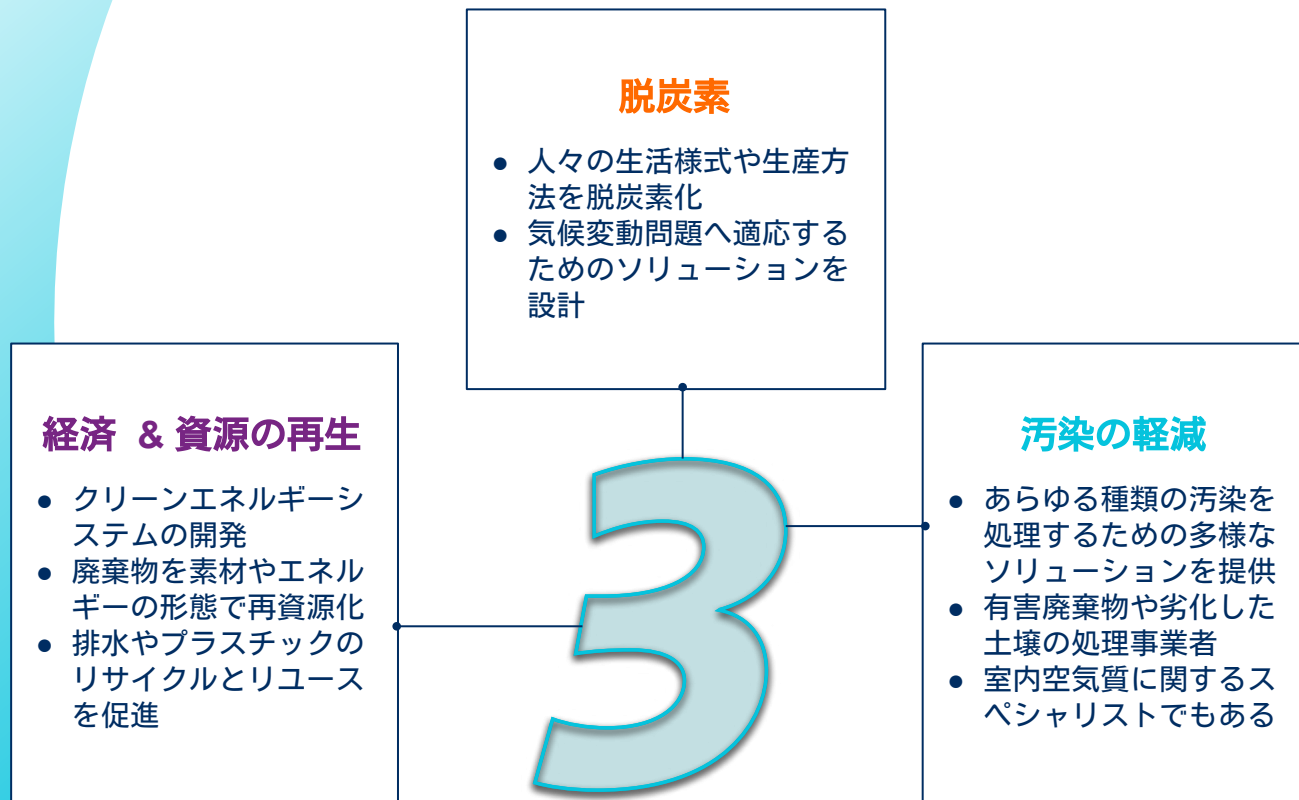 脱炭素
● 人々の生活様式や生産方
法を脱炭素化
● 気候変動問題へ適応する
ためのソリューションを
設計
経済 & 資源の再生
● クリーンエネルギーシ
ステムの開発
● 廃棄物を素材やエネル
ギーの形態で再資源化
● 排水やプラスチックの
リサイクルとリユース
を促進
3
汚染の軽減
● あらゆる種類の汚染を
処理するための多様な
ソリューションを提供
● 有害廃棄物や劣化した
土壌の処理事業者
● 室内空気質に関するス
ペシャリストでもある